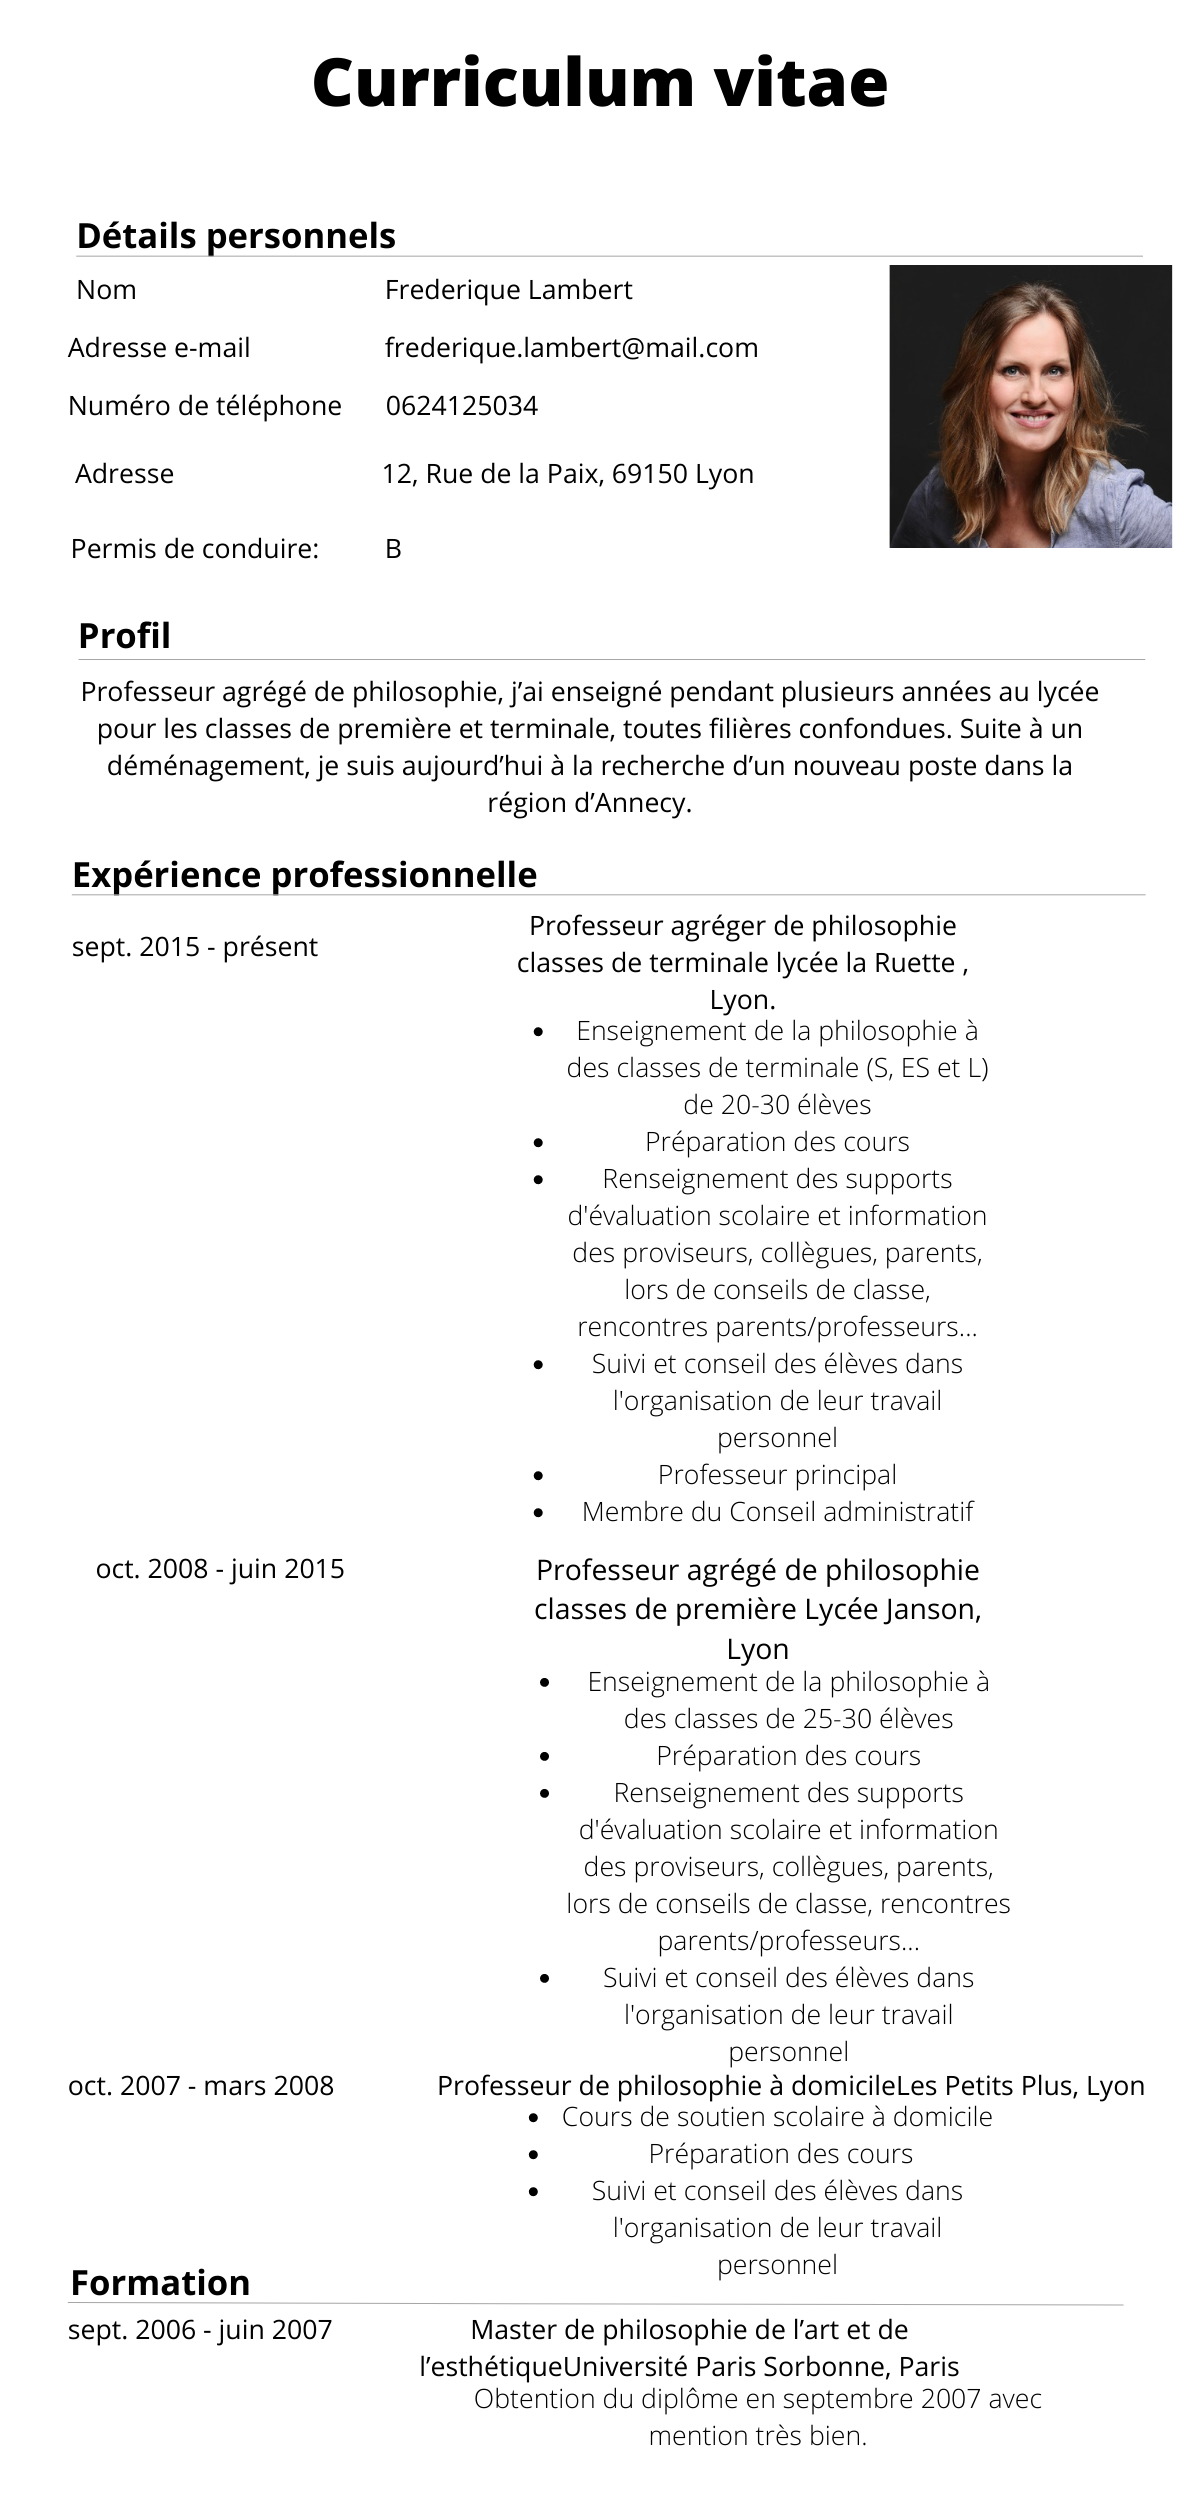 Curriculum vitae
Détails personnels
Nom
Frederique Lambert
Adresse e-mail
frederique.lambert@mail.com
Numéro de téléphone
0624125034
Adresse
12, Rue de la Paix, 69150 Lyon
Permis de conduire:
B
Profil
Professeur agrégé de philosophie, j’ai enseigné pendant plusieurs années au lycée
pour les classes de première et terminale, toutes filières confondues. Suite à un
déménagement, je suis aujourd’hui à la recherche d’un nouveau poste dans la
région d’Annecy.
Expérience professionnelle
sept. 2015 - présent
Professeur agréger de philosophie
classes de terminale lycée la Ruette ,
Lyon.
• Enseignement de la philosophie à
des classes de terminale (S, ES et L)
de 20-30 élèves
• Préparation des cours
• Renseignement des supports
d'évaluation scolaire et information
des proviseurs, collègues, parents,
lors de conseils de classe,
rencontres parents/professeurs...
• Suivi et conseil des élèves dans
l'organisation de leur travail
personnel
• Professeur principal
• Membre du Conseil administratif
oct. 2008 - juin 2015
Professeur agrégé de philosophie
classes de première Lycée Janson,
Lyon
• Enseignement de la philosophie à
des classes de 25-30 élèves
• Préparation des cours
• Renseignement des supports
d'évaluation scolaire et information
des proviseurs, collègues, parents,
lors de conseils de classe, rencontres
parents/professeurs...
• Suivi et conseil des élèves dans
l'organisation de leur travail
personnel
oct. 2007 - mars 2008
Professeur de philosophie à domicileLes Petits Plus, Lyon
• Cours de soutien scolaire à domicile
• Préparation des cours
• Suivi et conseil des élèves dans
l'organisation de leur travail
personnel
Formation
sept. 2006 - juin 2007
Master de philosophie de l’art et de
l’esthétiqueUniversité Paris Sorbonne, Paris
Obtention du diplôme en septembre 2007 avec
mention très bien.